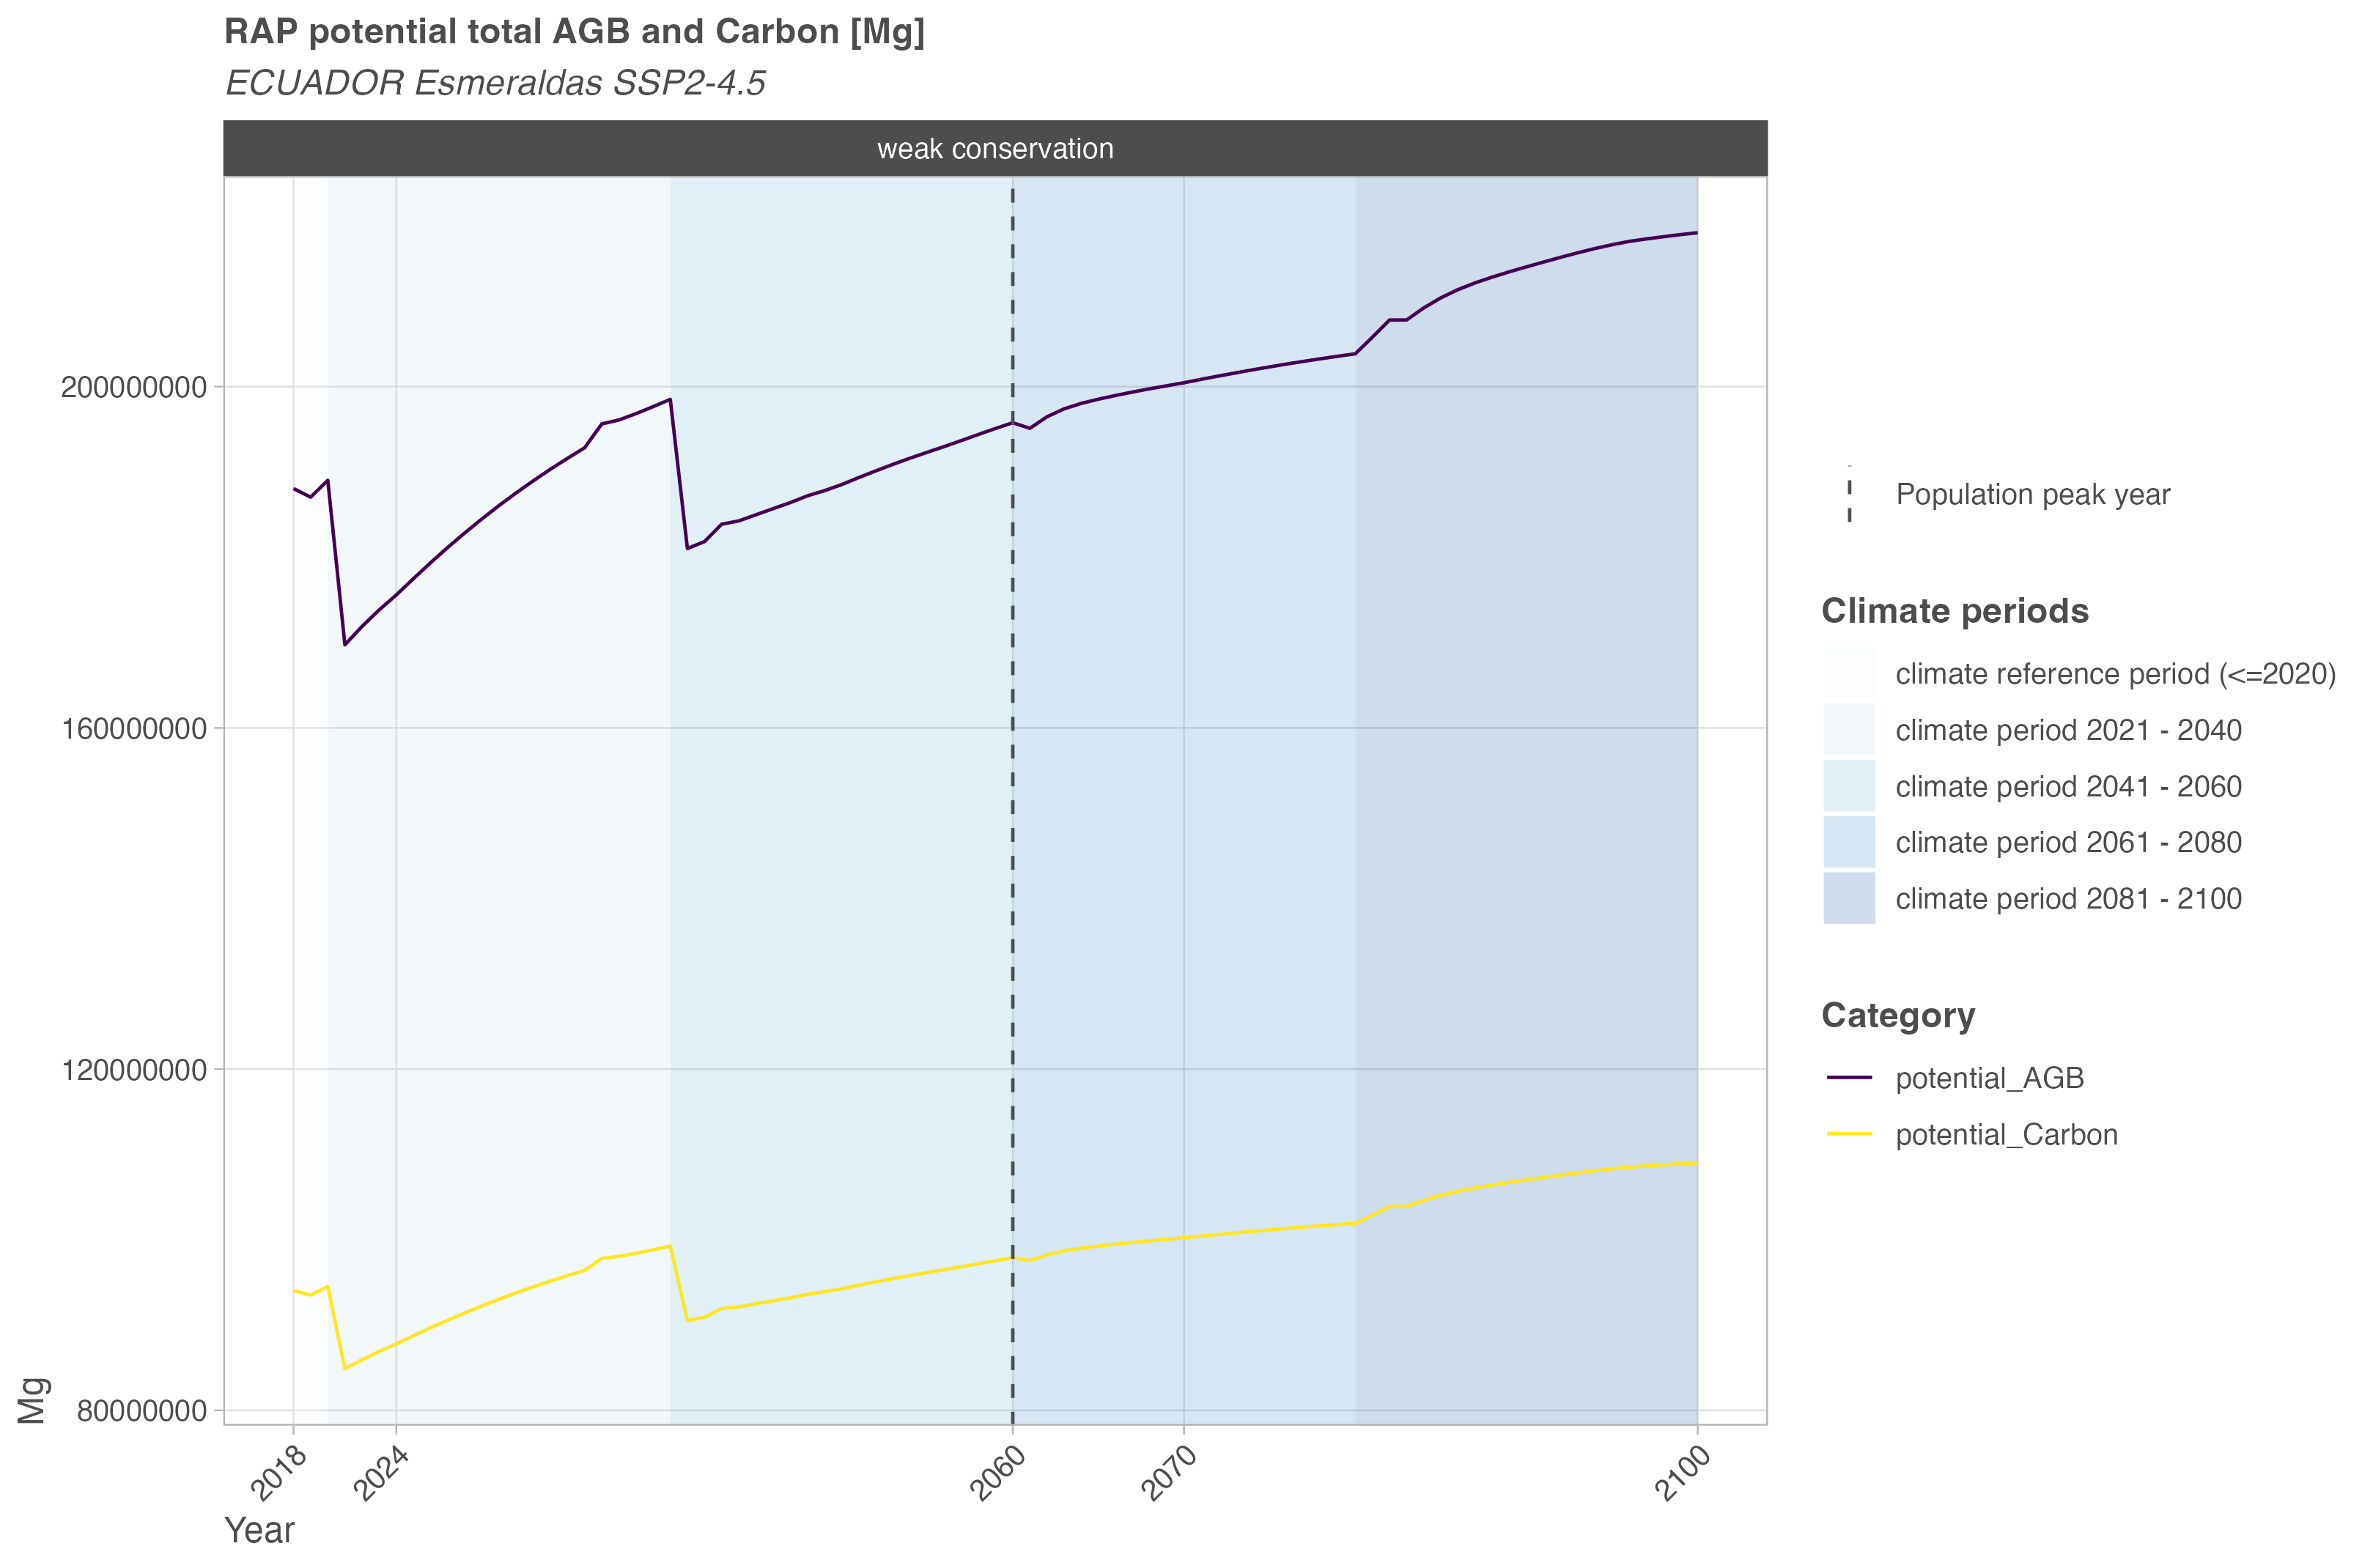 RAP potential total AGB and Carbon [Mg]
ECUADOR Esmeraldas SSP2-4.5
weak conservation
200000000
160000000
120000000
80000000
Mg
2018
2024
2060
2070
2100
Year
Population peak year
Climate periods
climate reference period (<=2020)
climate period 2021 - 2040
climate period 2041 - 2060
climate period 2061 - 2080
climate period 2081 - 2100
Category
potential_AGB
potential_Carbon